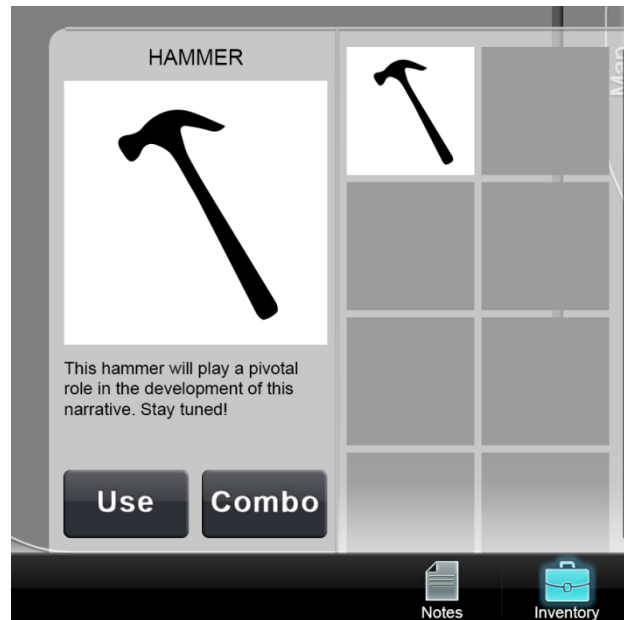 HAMMER
This hammer will play a pivotal
role in the development of this
narrative. Stay tuned!
Use
Combo
Map
Notes
Inventory